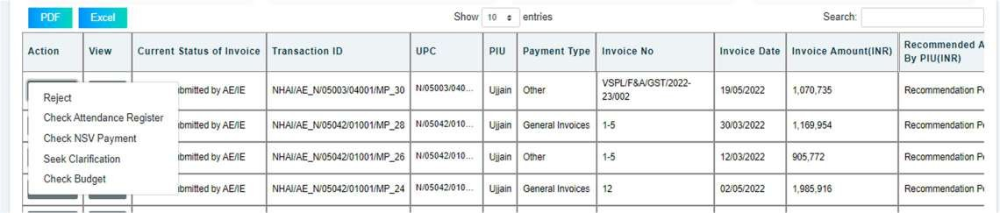 PDF Excel Show 10 entries Search:
Action View Current Status of Invoice Transaction ID UPC PIU Payment Type Invoice No Invoice Date Invoice Amount(INR) Recommended A
By PIU(INR)
VSPL/F&A/GST/2022-
ubmitted by AE/IE NHAI/AE_N/05003/04001/MP_30 N/05003/040... Ujjain Other 23/002 19/05/2022 1,070,735 Recommendation Pe
Reject
Check Attendance Register
ubmitted by AE/IE NHAI/AE_N/05042/01001/MP_28 N/05042/010... Ujjain General Invoices 1-5 30/03/2022 1,169,954 Recommendation Pe
Check NSV Payment
Seek Clarification
ubmitted by AE/IE NHAI/AE_N/05042/01001/MP_26 N/05042/010... Ujjain Other 1-5 12/03/2022 905,772 Recommendation Pe
Check Budget
ubmitted by AE/IE NHAI/AE_N/05042/01001/MP_24 N/05042/010... Ujjain General Invoices 12 02/05/2022 1,985,916 Recommendation Pe